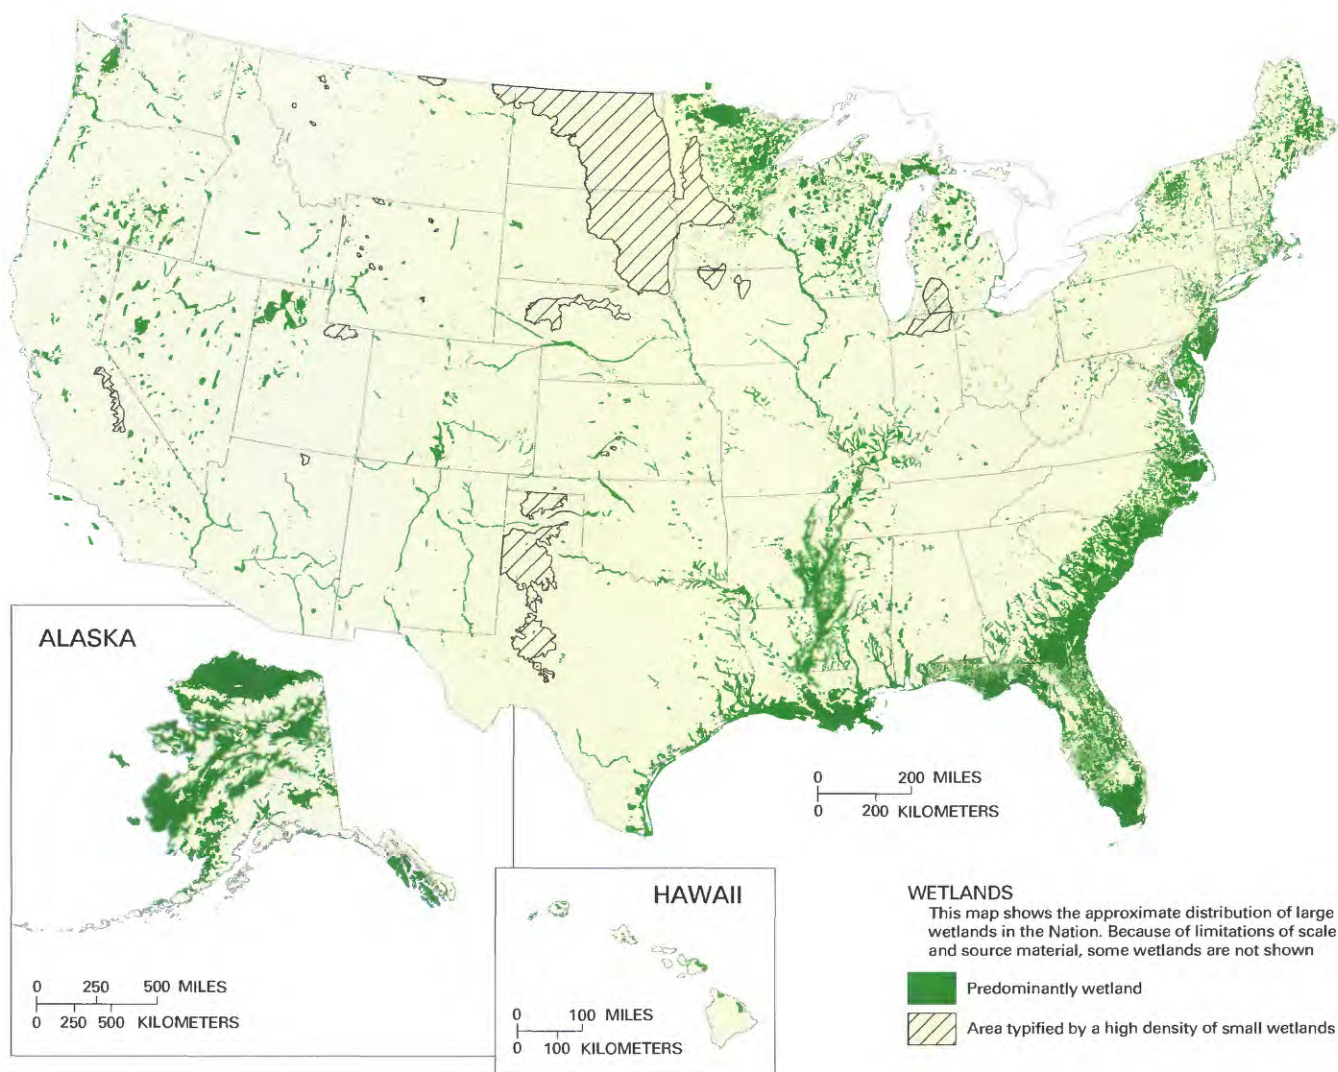 ALASKA
0 250 500 MILES
0 250 500 KILOMETERS
HAWAII
0 100 MILES
0 100 KILOMETERS
0 200 MILES
0 200 KILOMETERS
WETLANDS
This map shows the approximate distribution of large
wetlands in the Nation. Because of limitations of scale
and source material, some wetlands are not shown
Predominantly wetland
Area typified by a high density of small wetlands